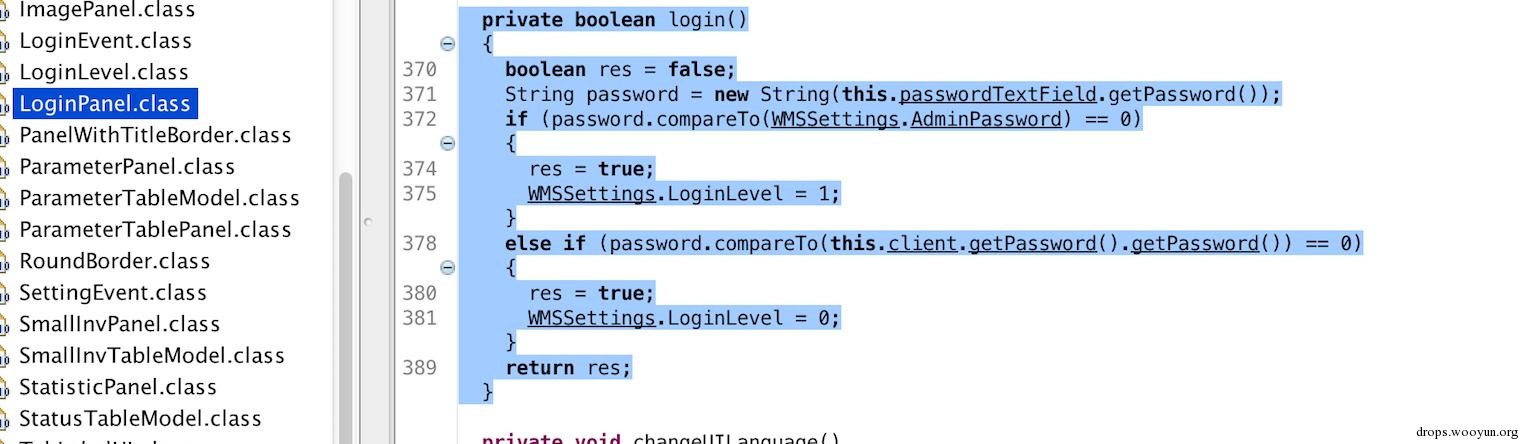 ImagePanel.class
LoginEvent.class
LoginLevel.class
LoginPanel.class
PanelWithTitleBorder.class
ParameterPanel.class
ParameterTableModel.class
ParameterTablePanel.class
RoundBorder.class
SettingEvent.class
SmallInvPanel.class
SmallInvTableModel.class
StatisticPanel.class
StatusTableModel.class
private boolean login()
{
370 boolean res = false;
371 String password = new String(this.passwordTextField.getPassword());
372 if (password.compareTo(WMSSettings.AdminPassword) == 0)
{
374 res = true;
375 WMSSettings.LoginLevel = 1;
}
378 else if (password.compareTo(this.client.getPassword().getPassword()) == 0)
{
380 res = true;
381 WMSSettings.LoginLevel = 0;
}
389 return res;
}
private void changeUILanguage()
drops.wooyun.org